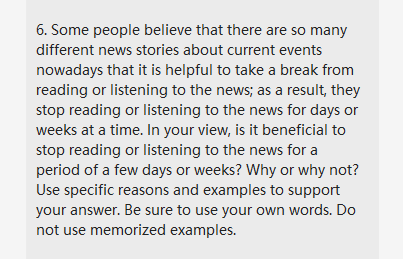 6. Some people believe that there are so many
different news stories about current events
nowadays that it is helpful to take a break from
reading or listening to the news; as a result, they
stop reading or listening to the news for days or
weeks at a time. In your view, is it beneficial to
stop reading or listening to the news for a
period of a few days or weeks? Why or why not?
Use specific reasons and examples to support
your answer. Be sure to use your own words. Do
not use memorized examples.